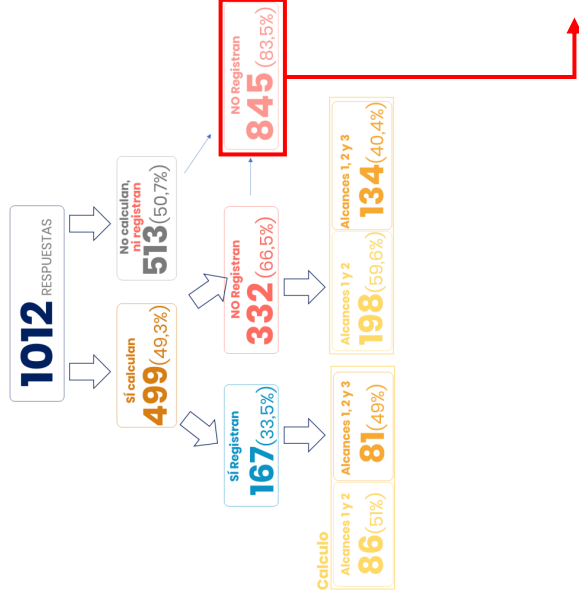 1012 RESPUESTAS
Sí calculan
499(49,3%)
No calculan,
ni registran
513(50,7%)
Sí Registran
167(33,5%)
NO Registran
332(66,5%)
NO Registran
845(83,5%)
Calculo
Alcances 1 y 2
86(51%)
Alcances 1, 2 y 3
81(49%)
Alcances 1 y 2
198(59,6%)
Alcances 1, 2 y 3
134(40,4%)